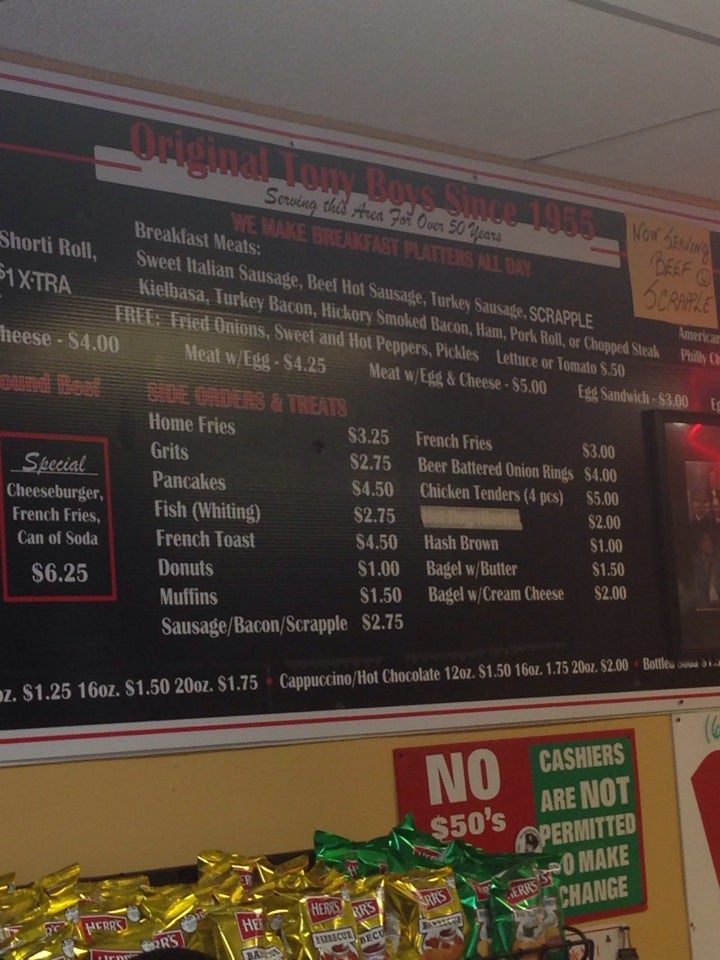 Original Tony Boys Since 1955
Serving this Area For Over 50 Years
WE MAKE BREAKFAST PLATTERS ALL DAY
NOW SERVING
BEEF
SCRAPPLE
Shorti Roll,
$1 X-TRA
Breakfast Meats:
Sweet Italian Sausage, Beef Hot Sausage, Turkey Sausage, SCRAPPLE
Kielbasa, Turkey Bacon, Hickory Smoked Bacon, Ham, Pork Roll, or Chopped Steak
FREE: Fried Onions, Sweet and Hot Peppers, Pickles Lettuce or Tomato $.50
American
Philly Ch
heese - $4.00 Meat w/Egg - $4.25 Meat w/Egg & Cheese - $5.00 Egg Sandwich - $3.00
ound Beef
SIDE ORDERS & TREATS
Home Fries $3.25
Grits $2.75
Pancakes $4.50
Fish (Whiting) $2.75
French Toast $4.50
Donuts $1.00
Muffins $1.50
Sausage/Bacon/Scrapple $2.75
French Fries $3.00
Beer Battered Onion Rings $4.00
Chicken Tenders (4 pcs) $5.00
$2.00
Hash Brown $1.00
Bagel w/Butter $1.50
Bagel w/Cream Cheese $2.00
Special
Cheeseburger,
French Fries,
Can of Soda
$6.25
oz. $1.25 16oz. $1.50 20oz. $1.75 • Cappuccino/Hot Chocolate 12oz. $1.50 16oz. 1.75 20oz. $2.00 • Bottled Soda
NO
$50's
CASHIERS
ARE NOT
PERMITTED
TO MAKE
CHANGE
HERR'S
HERR'S
HERR'S
HERR'S
BARBECUE